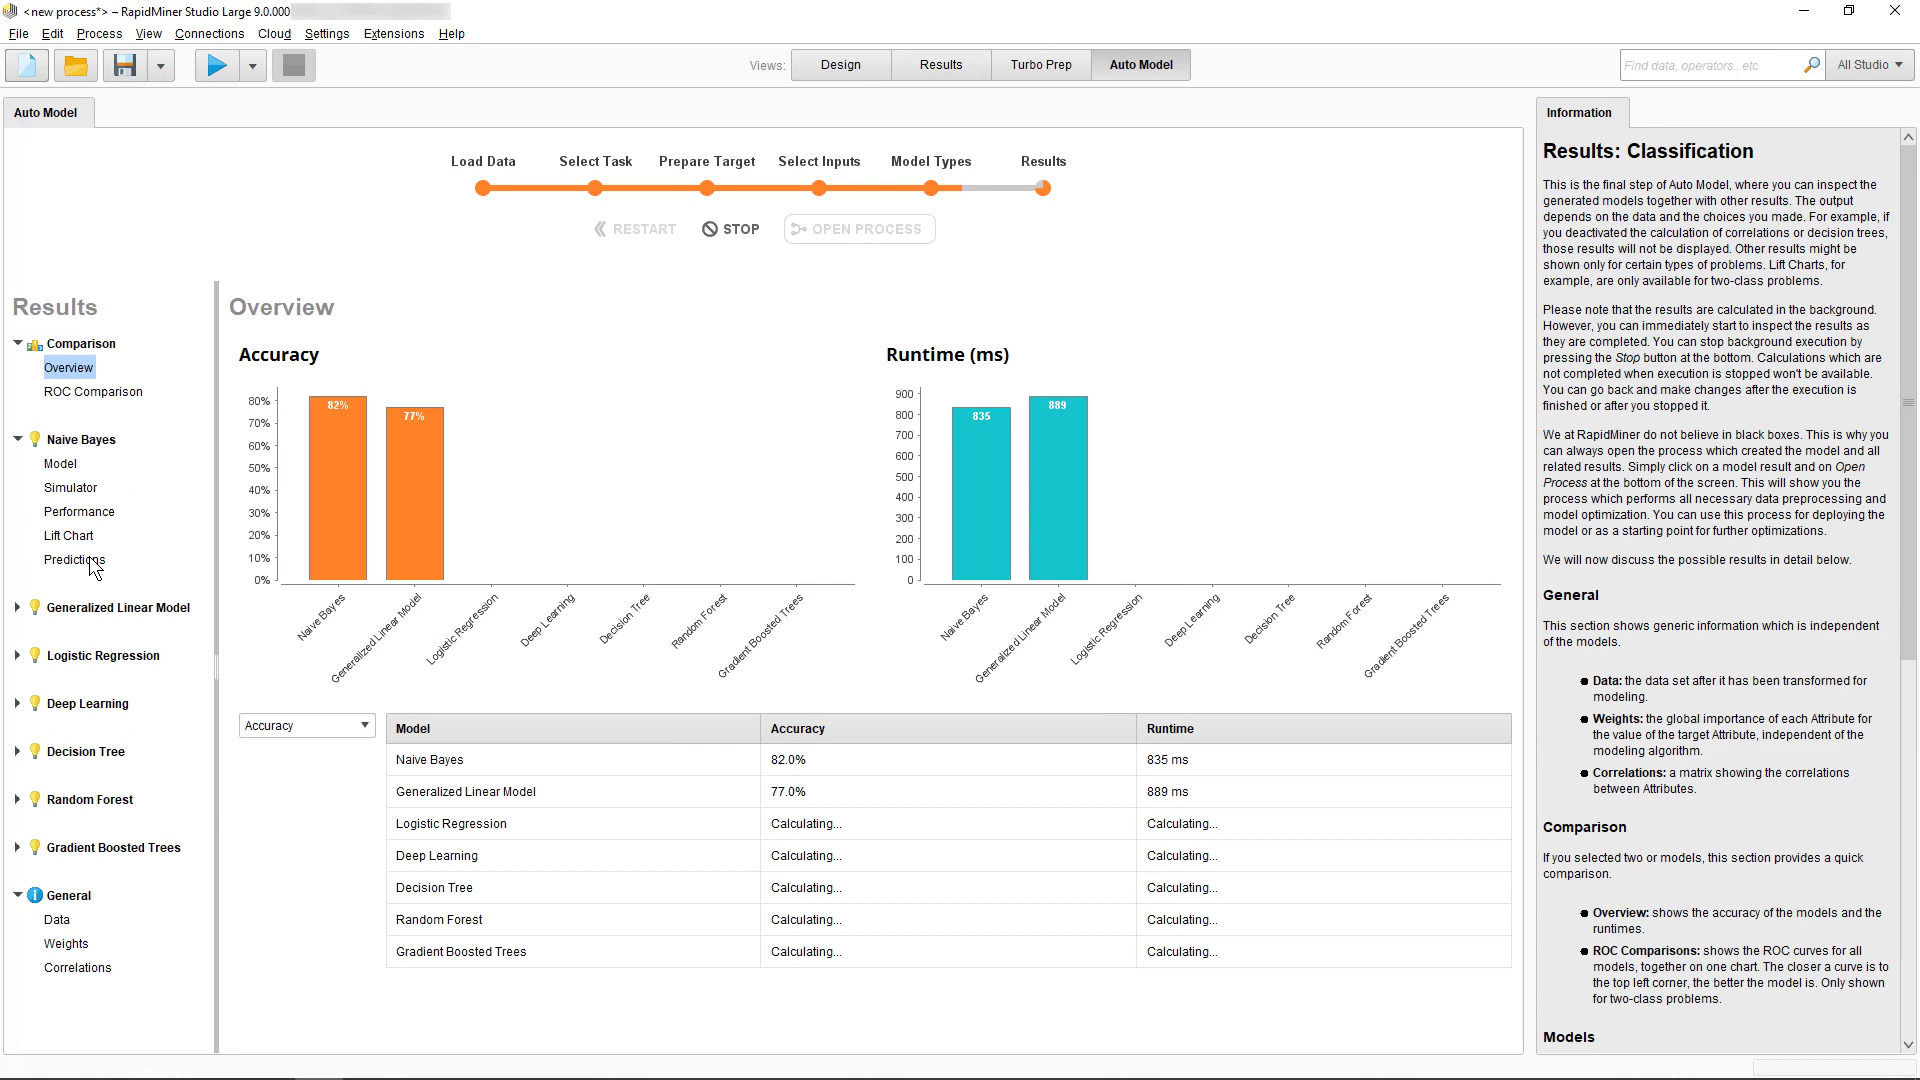 <new process*> – RapidMiner Studio Large 9.0.000
File Edit Process View Connections Cloud Settings Extensions Help
Views: Design Results Turbo Prep Auto Model
Find data, operators...etc All Studio
Auto Model
Load Data Select Task Prepare Target Select Inputs Model Types Results
RESTART STOP OPEN PROCESS
Results
Comparison
Overview
ROC Comparison
Naive Bayes
Model
Simulator
Performance
Lift Chart
Predictions
Generalized Linear Model
Logistic Regression
Deep Learning
Decision Tree
Random Forest
Gradient Boosted Trees
General
Data
Weights
Correlations
Overview
Accuracy
80%
70%
60%
50%
40%
30%
20%
10%
0%
82%
77%
Naive Bayes
Generalized Linear Model
Logistic Regression
Deep Learning
Decision Tree
Random Forest
Gradient Boosted Trees
Runtime (ms)
900
800
700
600
500
400
300
200
100
0
835
889
Naive Bayes
Generalized Linear Model
Logistic Regression
Deep Learning
Decision Tree
Random Forest
Gradient Boosted Trees
Accuracy
Model Accuracy Runtime
Naive Bayes 82.0% 835 ms
Generalized Linear Model 77.0% 889 ms
Logistic Regression Calculating... Calculating...
Deep Learning Calculating... Calculating...
Decision Tree Calculating... Calculating...
Random Forest Calculating... Calculating...
Gradient Boosted Trees Calculating... Calculating...
Information
Results: Classification
This is the final step of Auto Model, where you can inspect the
generated models together with other results. The output
depends on the data and the choices you made. For example, if
you deactivated the calculation of correlations or decision trees,
those results will not be displayed. Other results might be
shown only for certain types of problems. Lift Charts, for
example, are only available for two-class problems.
Please note that the results are calculated in the background.
However, you can immediately start to inspect the results as
they are completed. You can stop background execution by
pressing the Stop button at the bottom. Calculations which are
not completed when execution is stopped won't be available.
You can go back and make changes after the execution is
finished or after you stopped it.
We at RapidMiner do not believe in black boxes. This is why you
can always open the process which created the model and all
related results. Simply click on a model result and on Open
Process at the bottom of the screen. This will show you the
process which performs all necessary data preprocessing and
model optimization. You can use this process for deploying the
model or as a starting point for further optimizations.
We will now discuss the possible results in detail below.
General
This section shows generic information which is independent
of the models.
● Data: the data set after it has been transformed for
modeling.
● Weights: the global importance of each Attribute for
the value of the target Attribute, independent of the
modeling algorithm.
● Correlations: a matrix showing the correlations
between Attributes.
Comparison
If you selected two or models, this section provides a quick
comparison.
● Overview: shows the accuracy of the models and the
runtimes.
● ROC Comparisons: shows the ROC curves for all
models, together on one chart. The closer a curve is to
the top left corner, the better the model is. Only shown
for two-class problems.
Models